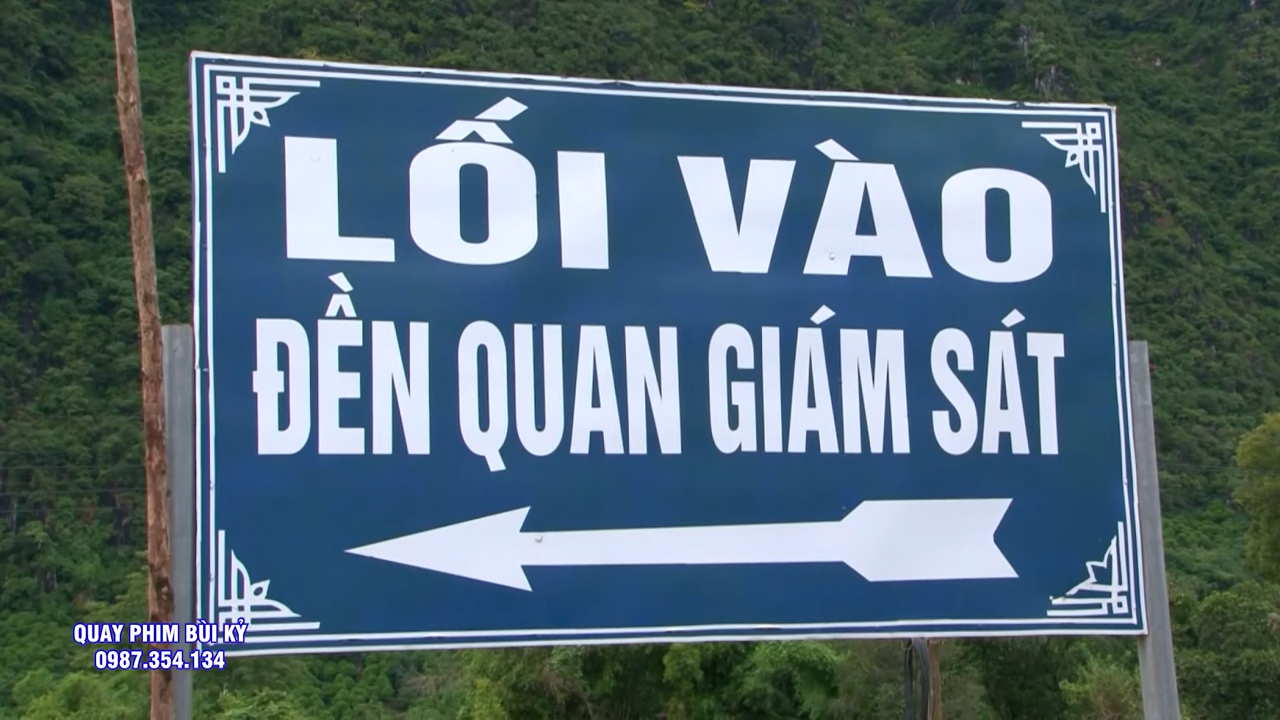 LỐI VÀO
ĐỀN QUAN GIÁM SÁT
QUAY PHIM BÙI KỶ
0987.354.134